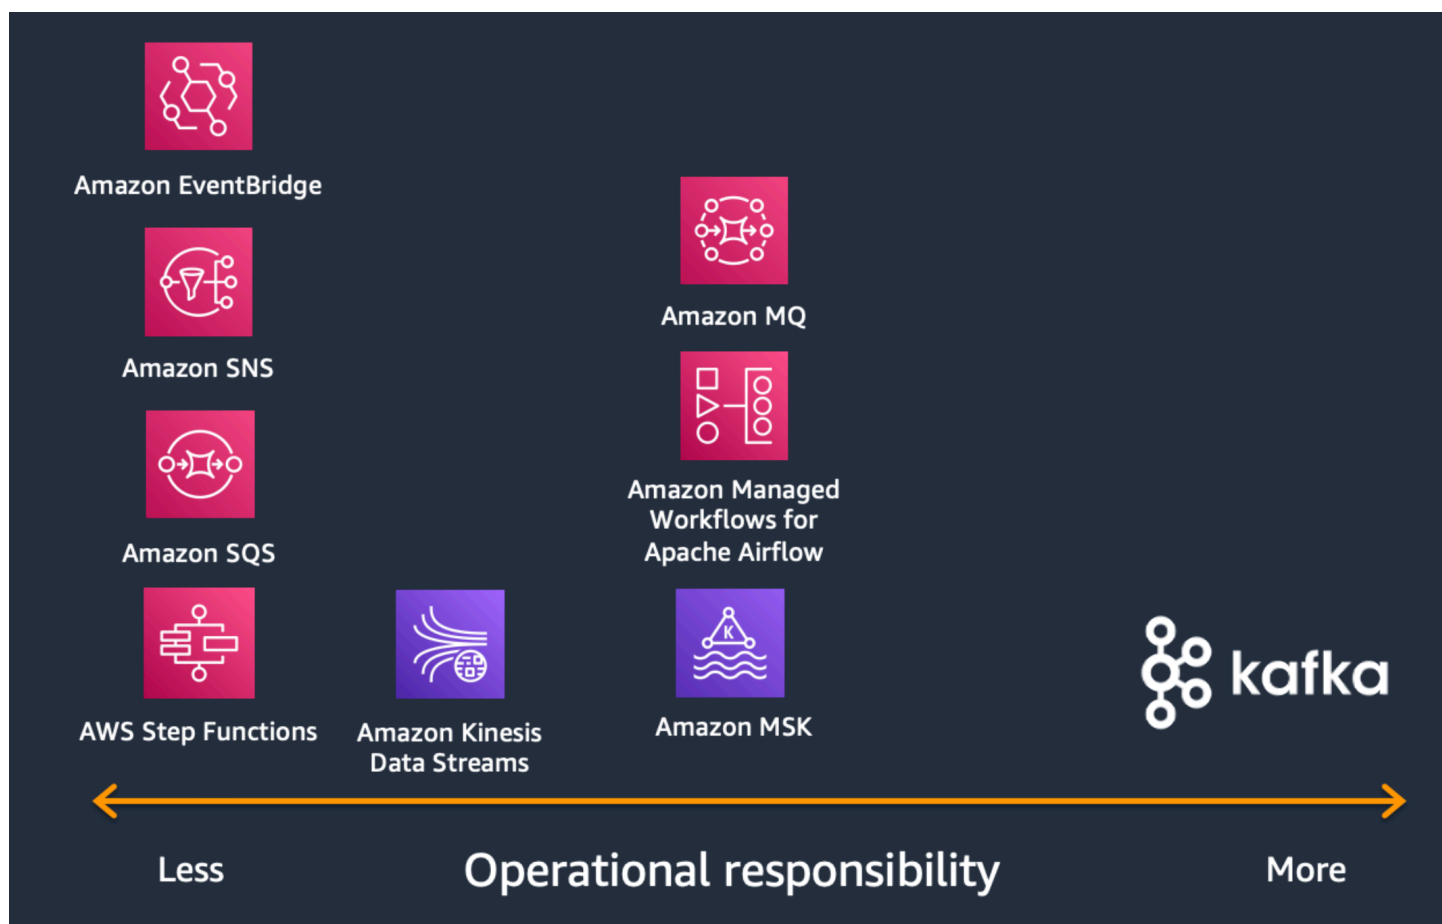 Amazon EventBridge
Amazon SNS
Amazon SQS
AWS Step Functions
Amazon Kinesis
Data Streams
Amazon MQ
Amazon Managed
Workflows for
Apache Airflow
K
Amazon MSK
kafka
Less
Operational responsibility
More